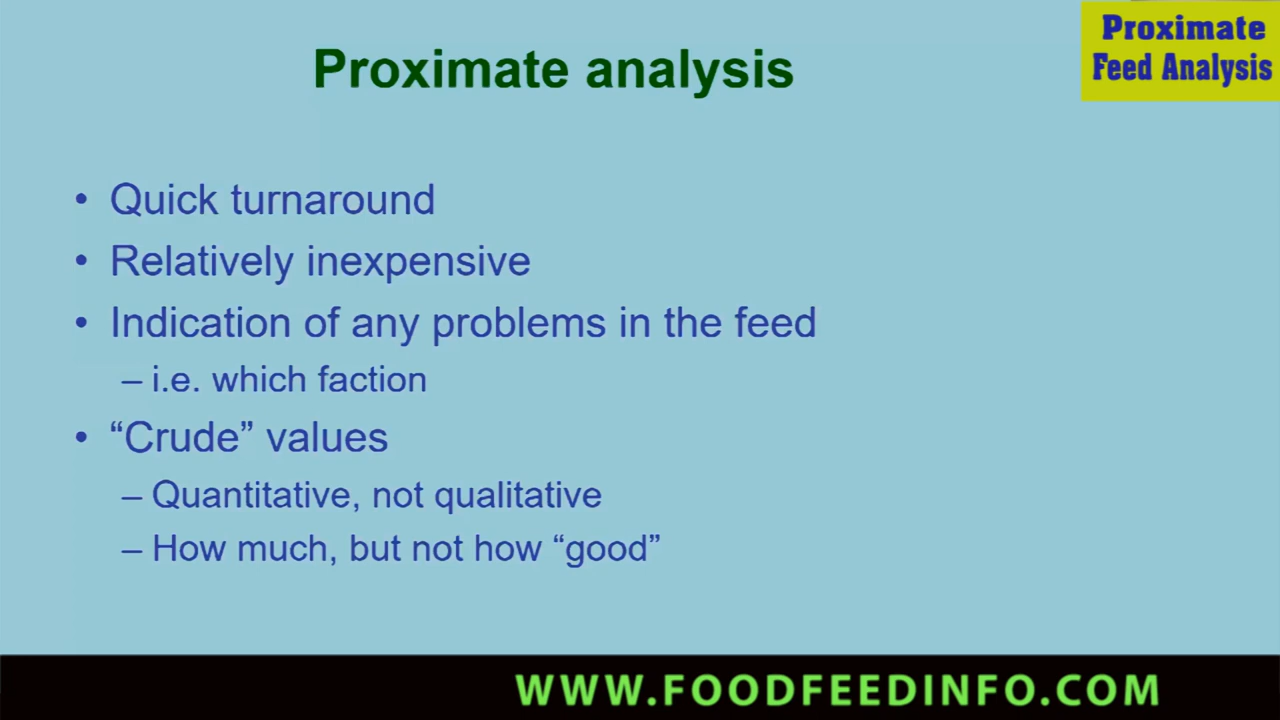 Proximate
Feed Analysis
Proximate analysis
• Quick turnaround
• Relatively inexpensive
• Indication of any problems in the feed
– i.e. which faction
• “Crude” values
– Quantitative, not qualitative
– How much, but not how “good”
WWW.FOODFEEDINFO.COM